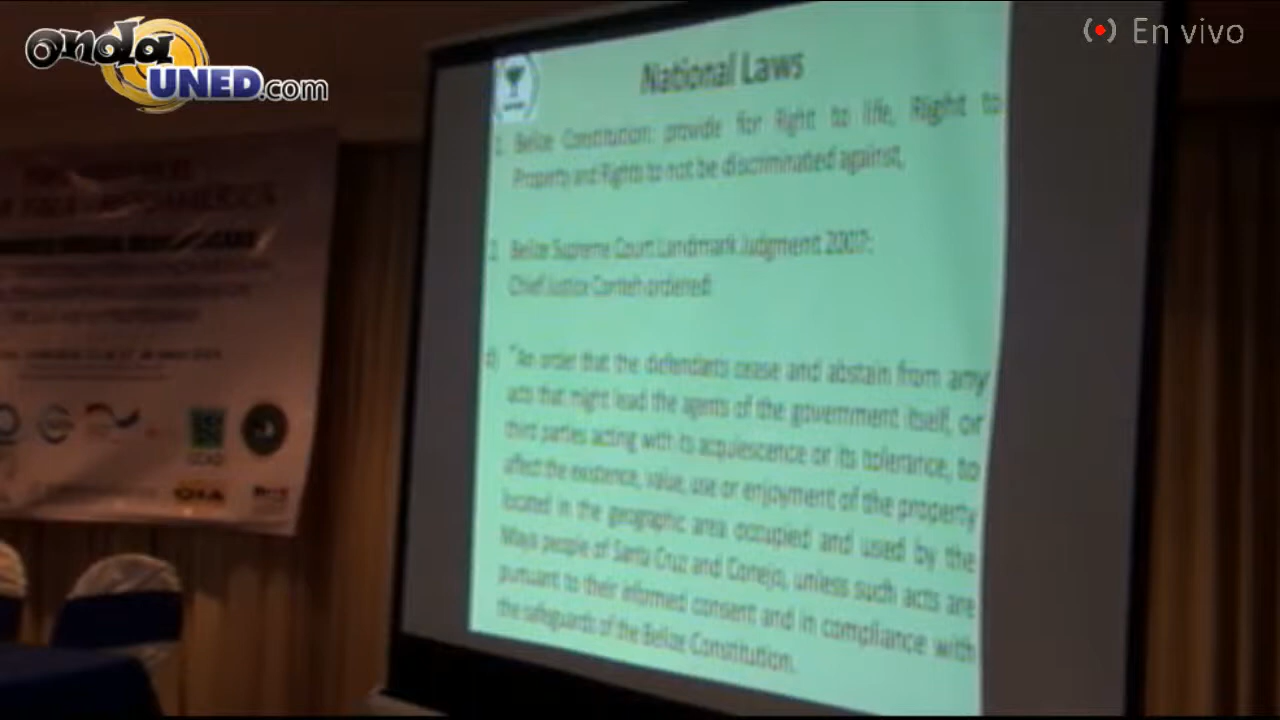 onda
UNED.com
En vivo
National Laws
1. Belize Constitution: provide for Right to life, Right to
Property and Rights to not be discriminated against,
2. Belize Supreme Court Landmark Judgment 2007:
Chief Justice Conteh ordered:
d) "An order that the defendants cease and abstain from any
acts that might lead the agents of the government itself, or
third parties acting with its acquiescence or its tolerance, to
affect the existence, value, use or enjoyment of the property
located in the geographic area occupied and used by the
Maya people of Santa Cruz and Conejo, unless such acts are
pursuant to their informed consent and in compliance with
the safeguards of the Belize Constitution.